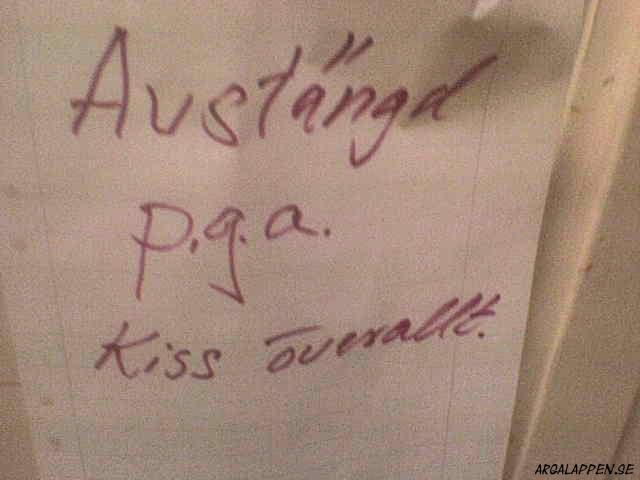 Avstängd
p.g.a.
Kiss överallt.
ARGALAPPEN.SE